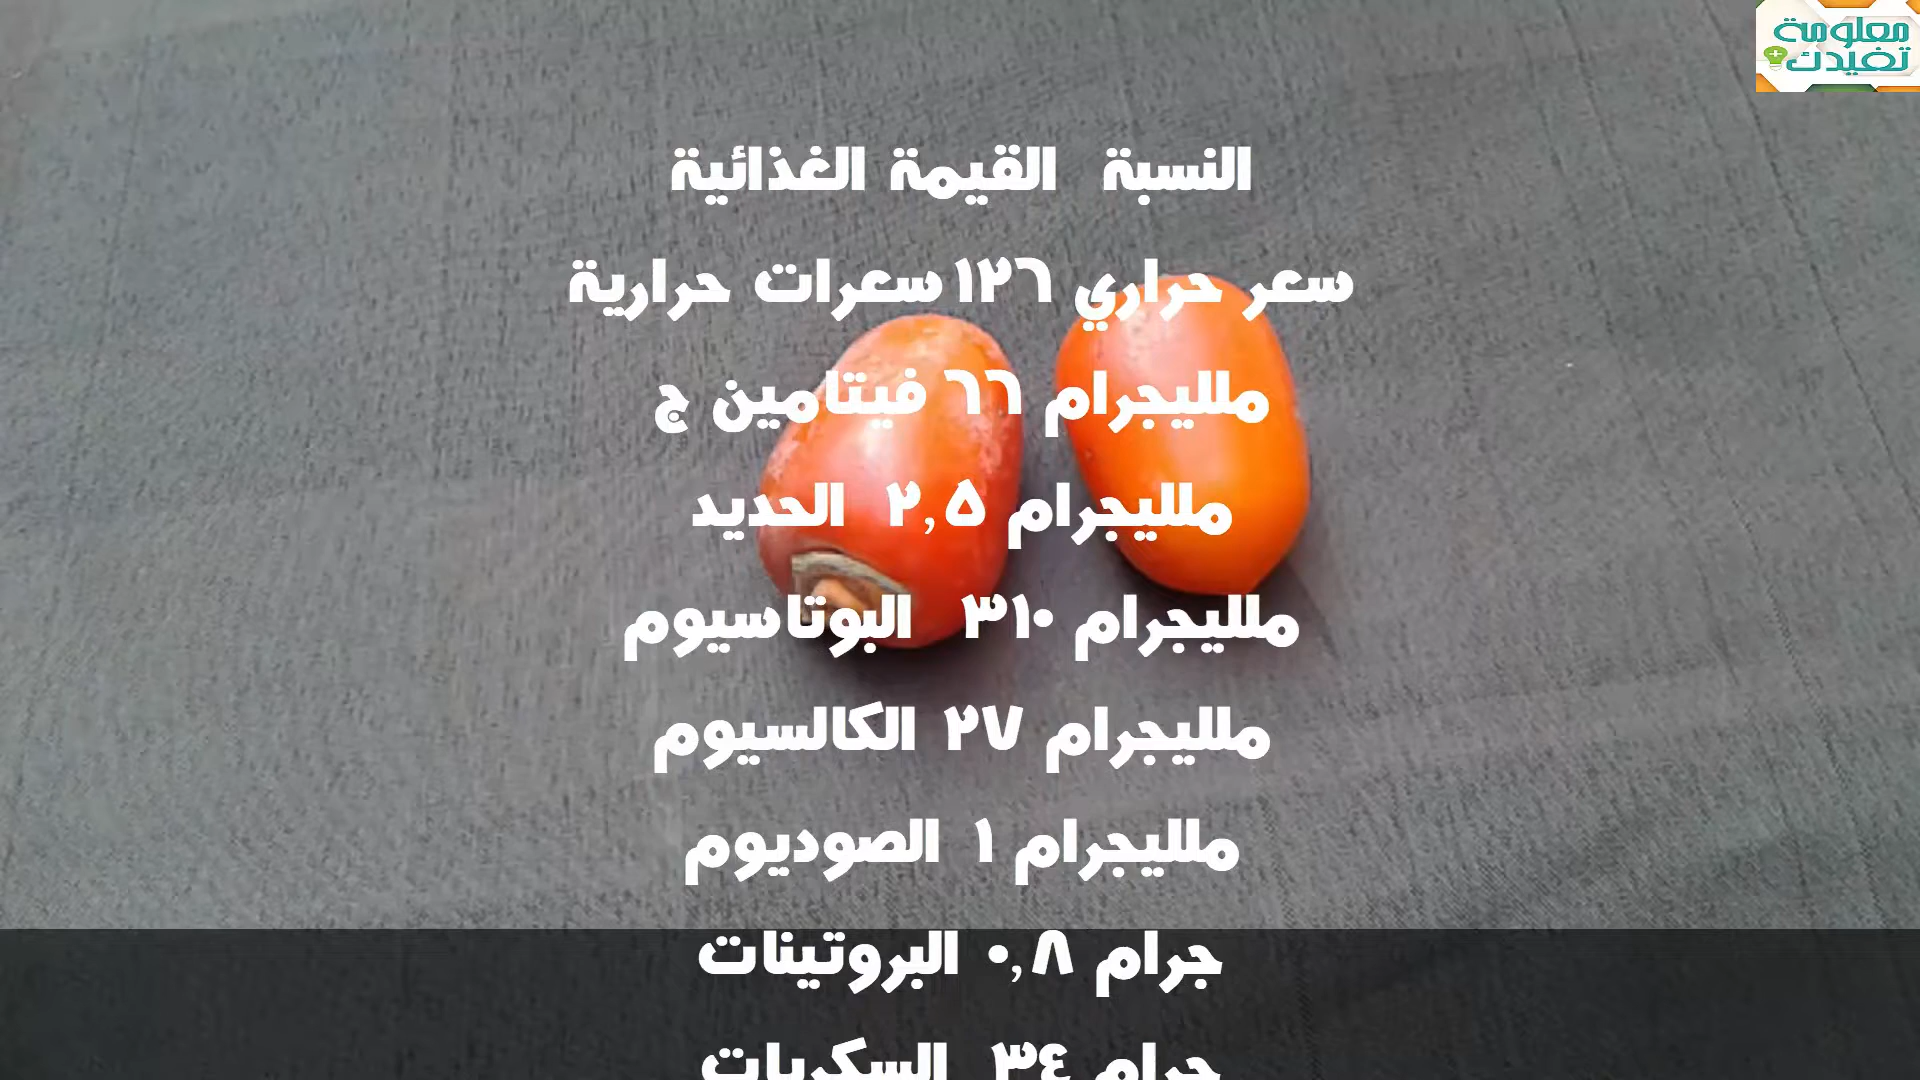 معلومة
تفيدك
النسبة القيمة الغذائية
سعر حراري ١٢٦ سعرات حرارية
ملليجرام ٦٦ فيتامين ج
ملليجرام ٢,٥ الحديد
ملليجرام ٣١٠ البوتاسيوم
ملليجرام ٢٧ الكالسيوم
ملليجرام ١ الصوديوم
جرام ٠,٨ البروتينات
جرام ٣٤ السكريات